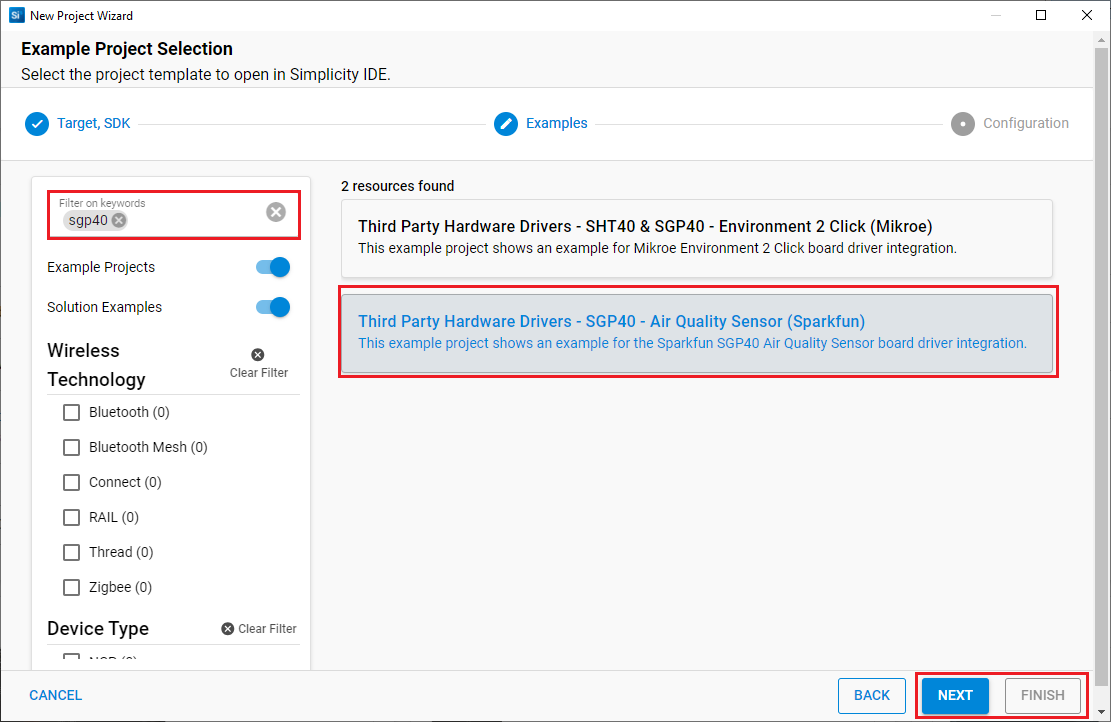 Si New Project Wizard
Example Project Selection
Select the project template to open in Simplicity IDE.
Target, SDK
Examples
Configuration
Filter on keywords
sgp40
Example Projects
Solution Examples
Wireless
Technology
Clear Filter
Bluetooth (0)
Bluetooth Mesh (0)
Connect (0)
RAIL (0)
Thread (0)
Zigbee (0)
Device Type
Clear Filter
2 resources found
Third Party Hardware Drivers - SHT40 & SGP40 - Environment 2 Click (Mikroe)
This example project shows an example for Mikroe Environment 2 Click board driver integration.
Third Party Hardware Drivers - SGP40 - Air Quality Sensor (Sparkfun)
This example project shows an example for the Sparkfun SGP40 Air Quality Sensor board driver integration.
CANCEL
BACK
NEXT
FINISH